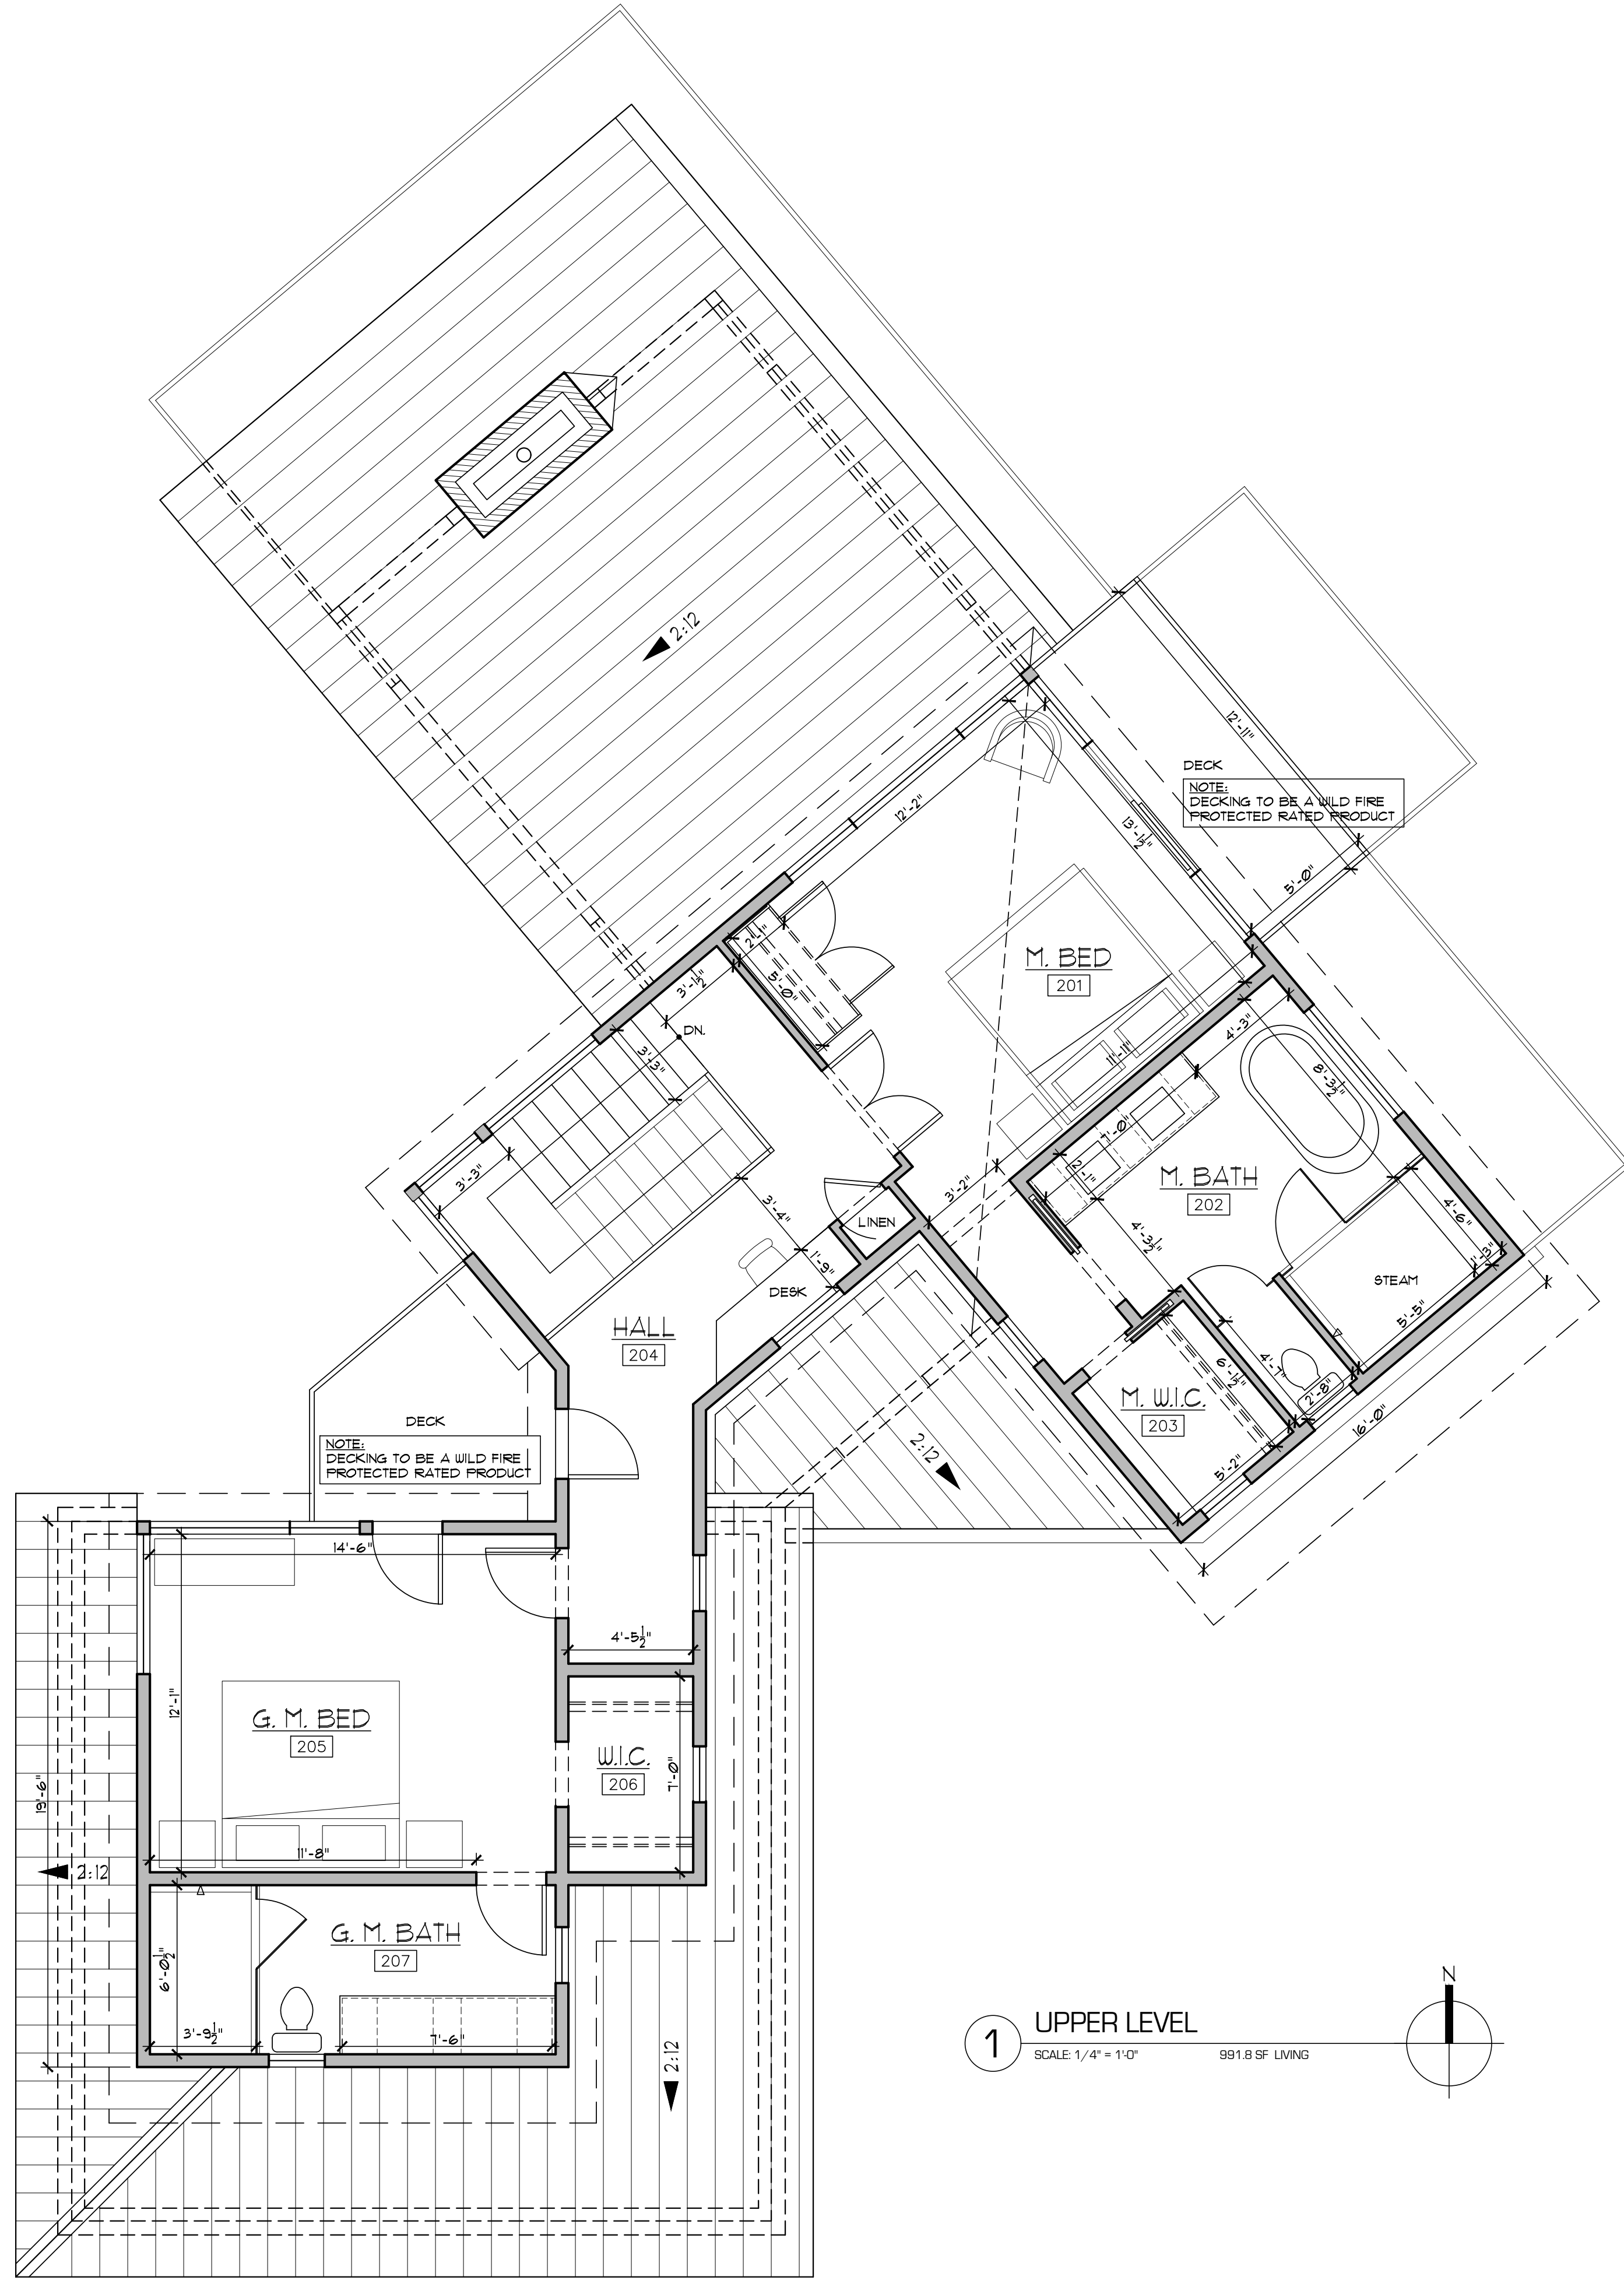 2:12
12'-11"
DECK
NOTE:
DECKING TO BE A WILD FIRE
PROTECTED RATED PRODUCT
12'-2"
13'-1½"
5'-0"
2'-1"
M. BED
201
5'-0"
3'-1½"
DN.
3'-3"
11'-11"
4'-3"
8'-3½"
7'-0"
2'-1"
M. BATH
202
3'-3"
3'-2"
3'-4"
LINEN
4'-6"
4'-3½"
1'-9"
1'-3"
DESK
STEAM
5'-5"
HALL
204
4'-7"
6'-1½"
2'-8"
M. W.I.C.
203
16'-0"
DECK
NOTE:
DECKING TO BE A WILD FIRE
PROTECTED RATED PRODUCT
2:12
5'-2"
14'-6"
4'-5½"
12'-1"
G. M. BED
205
W.I.C.
206
7'-0"
19'-6"
11'-8"
2:12
G. M. BATH
207
6'-0½"
3'-9½"
7'-6"
2:12
N
1
UPPER LEVEL
SCALE: 1/4" = 1'-0"
991.8 SF LIVING